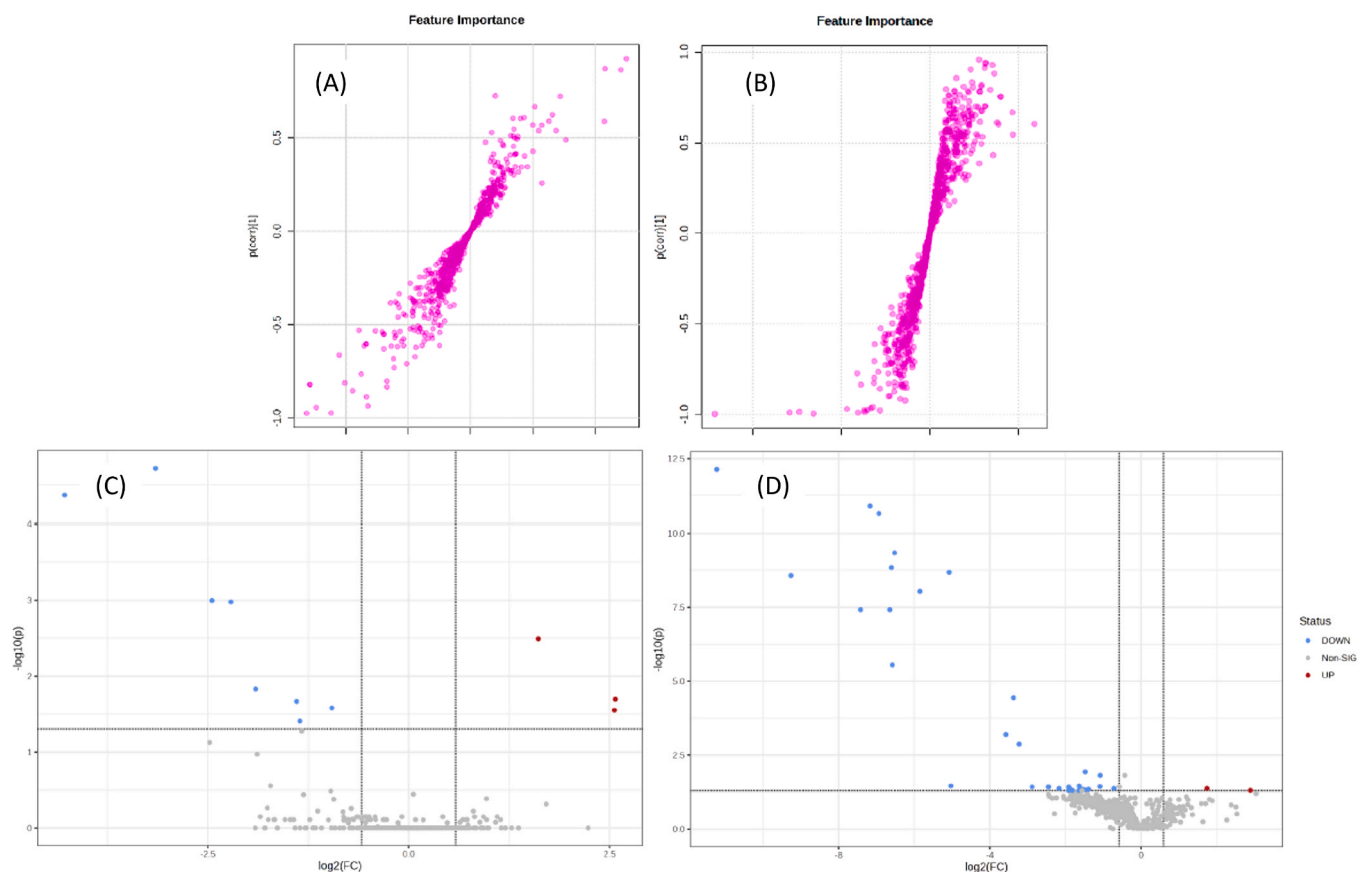 Feature Importance
Feature Importance
(A)
(B)
0.5
0.0
-0.5
-1.0
p(corr)[1]
1.0
0.5
0.0
-0.5
-1.0
p(corr)[1]
(C)
(D)
4
3
2
1
0
-log10(p)
-2.5
0.0
2.5
log2(FC)
12.5
10.0
7.5
5.0
2.5
0.0
-log10(p)
-8
-4
0
log2(FC)
Status
DOWN
Non-SIG
UP